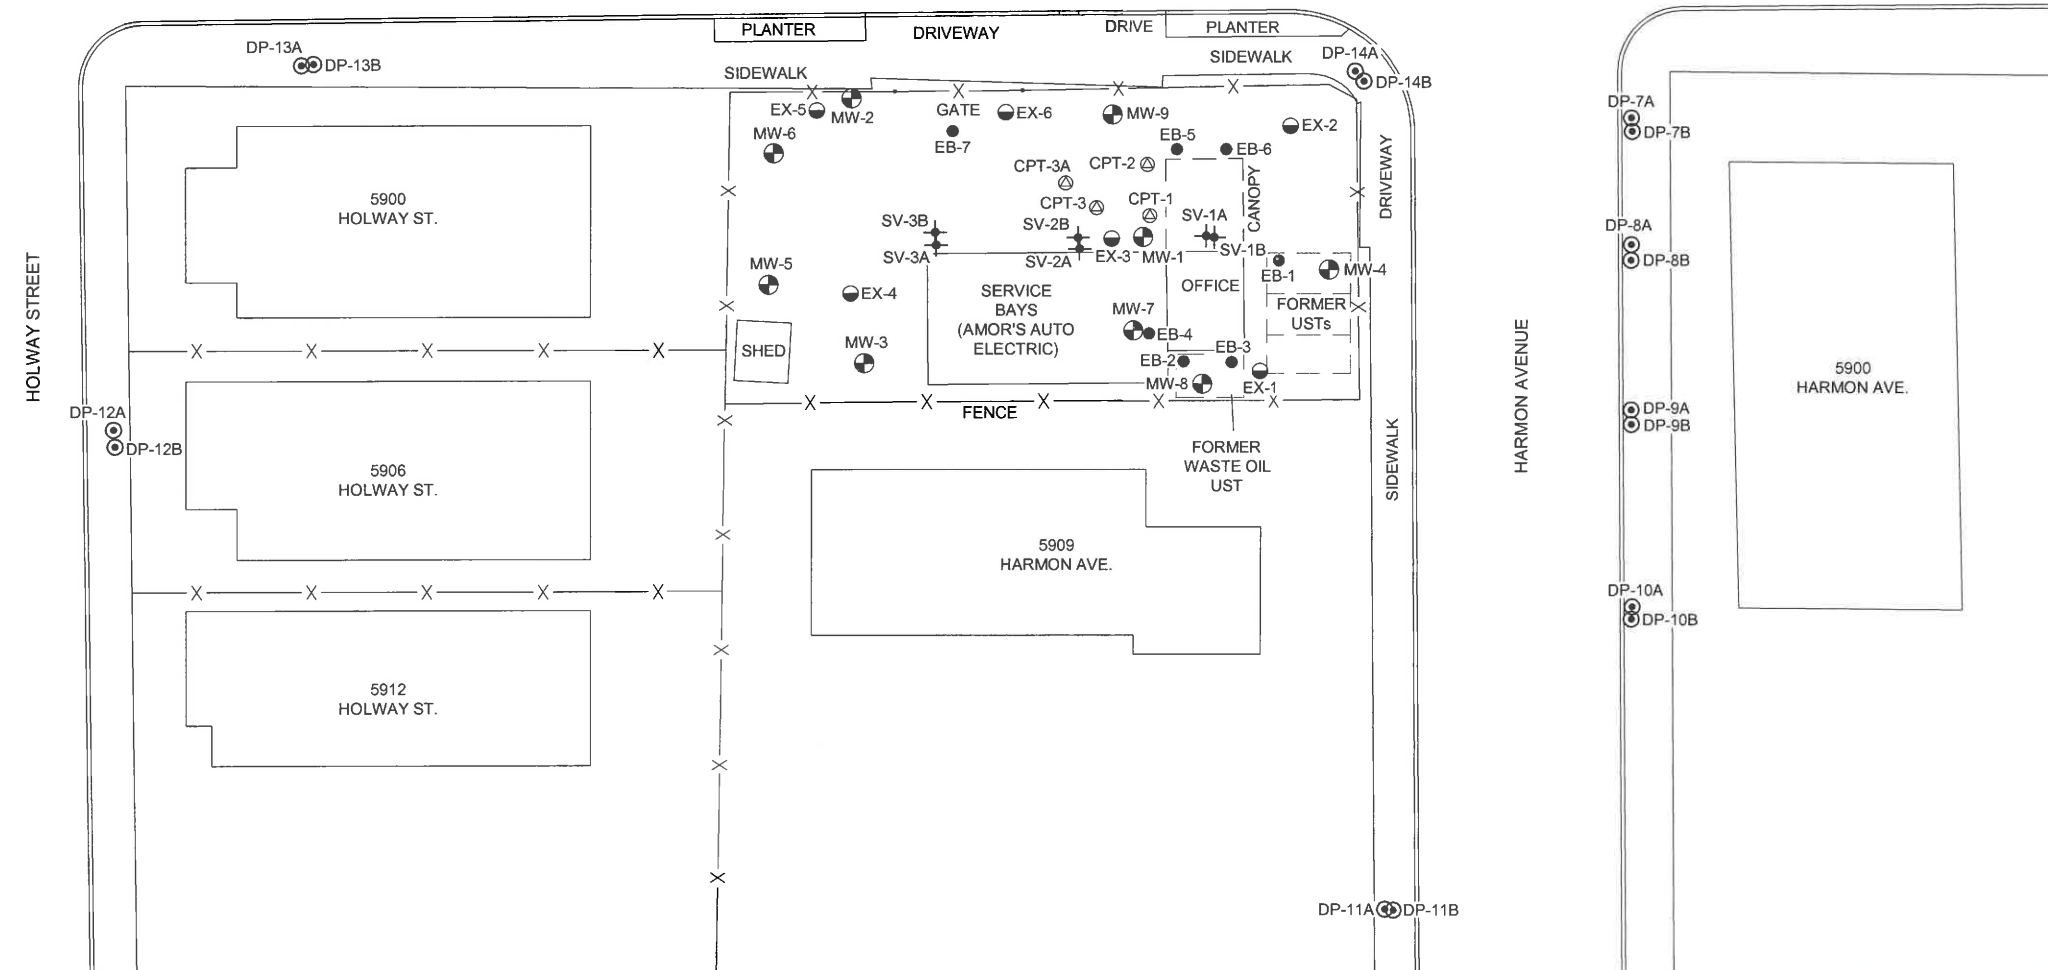 PLANTER
DRIVEWAY
DRIVE
PLANTER
DP-13A
DP-13B
SIDEWALK
SIDEWALK
DP-14A
DP-14B
EX-5
MW-2
GATE
EX-6
MW-9
EX-2
DP-7A
DP-7B
MW-6
EB-7
EB-5
EB-6
CPT-3A
CPT-2
CANOPY
DRIVEWAY
5900
HOLWAY ST.
CPT-3
CPT-1
SV-3B
SV-2B
SV-1A
DP-8A
DP-8B
SV-3A
SV-2A
EX-3
MW-1
SV-1B
MW-5
EX-4
EB-1
MW-4
OFFICE
SERVICE
BAYS
(AMOR'S AUTO
ELECTRIC)
FORMER
USTs
HOLWAY STREET
MW-7
EB-4
SHED
MW-3
EB-2
EB-3
MW-8
EX-1
HARMON AVENUE
5900
HARMON AVE.
FENCE
DP-12A
DP-12B
DP-9A
DP-9B
FORMER
WASTE OIL
UST
SIDEWALK
5906
HOLWAY ST.
5909
HARMON AVE.
DP-10A
DP-10B
5912
HOLWAY ST.
DP-11A
DP-11B